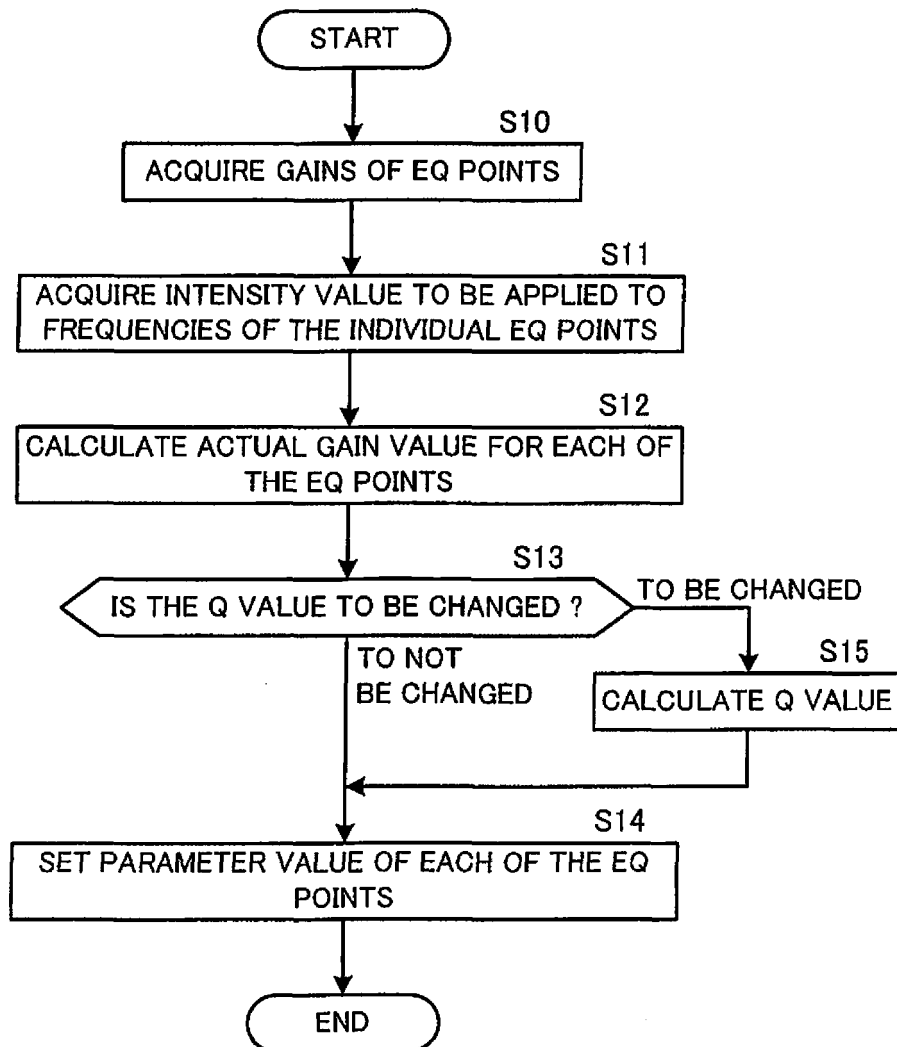 START
S10
ACQUIRE GAINS OF EQ POINTS
S11
ACQUIRE INTENSITY VALUE TO BE APPLIED TO
FREQUENCIES OF THE INDIVIDUAL EQ POINTS
S12
CALCULATE ACTUAL GAIN VALUE FOR EACH OF
THE EQ POINTS
S13
IS THE Q VALUE TO BE CHANGED ?
TO BE CHANGED
TO NOT
BE CHANGED
S15
CALCULATE Q VALUE
S14
SET PARAMETER VALUE OF EACH OF THE EQ
POINTS
END